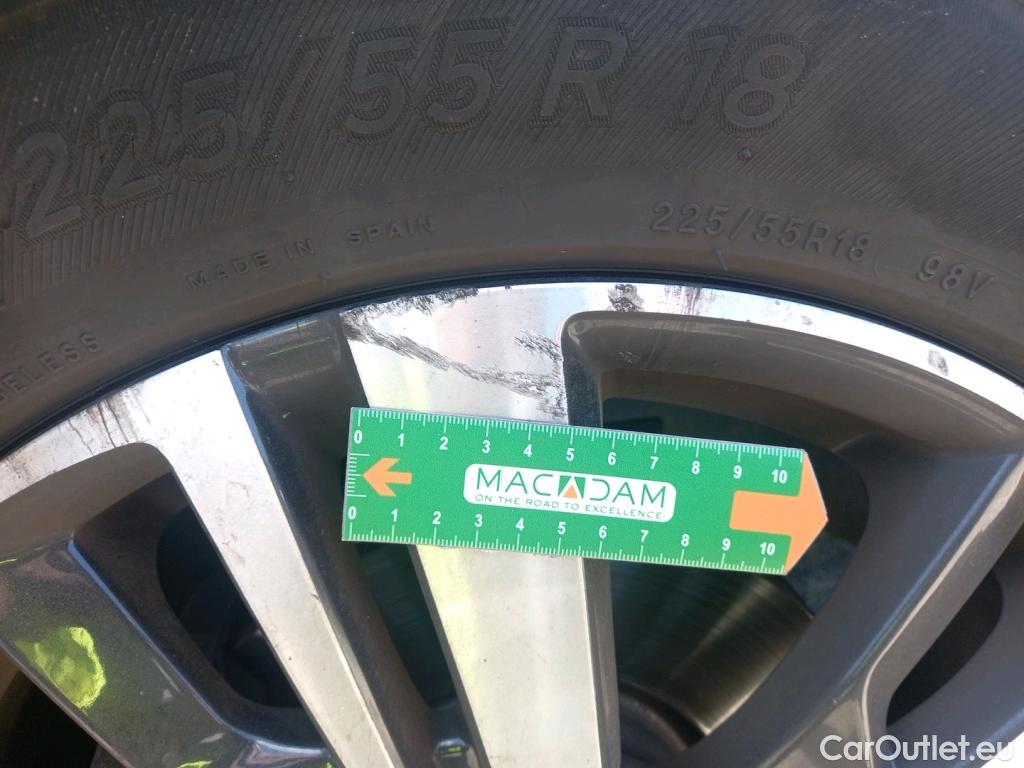 225/55 R 18
MADE IN SPAIN
225/55R18 98V
0 1 2 3 4 5 6 7 8 9 10
MACADAM
ON THE ROAD TO EXCELLENCE
0 1 2 3 4 5 6 7 8 9 10
CarOutlet.eu